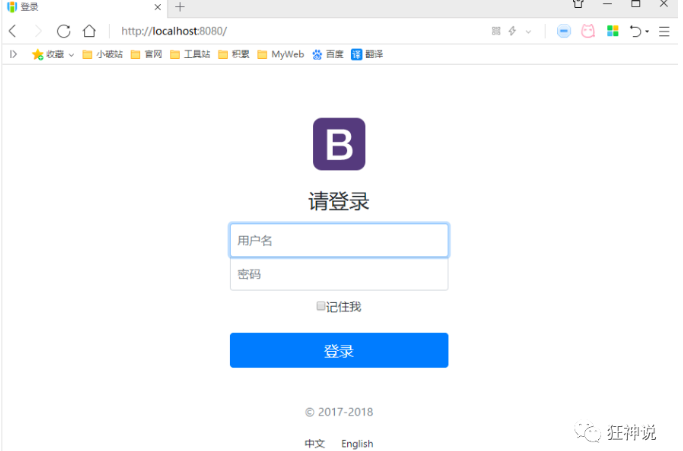 登录
http://localhost:8080/
收藏 小破站 官网 工具站 积累 MyWeb 百度 译 翻译
B
请登录
用户名
密码
记住我
登录
© 2017-2018
中文 English
狂神说